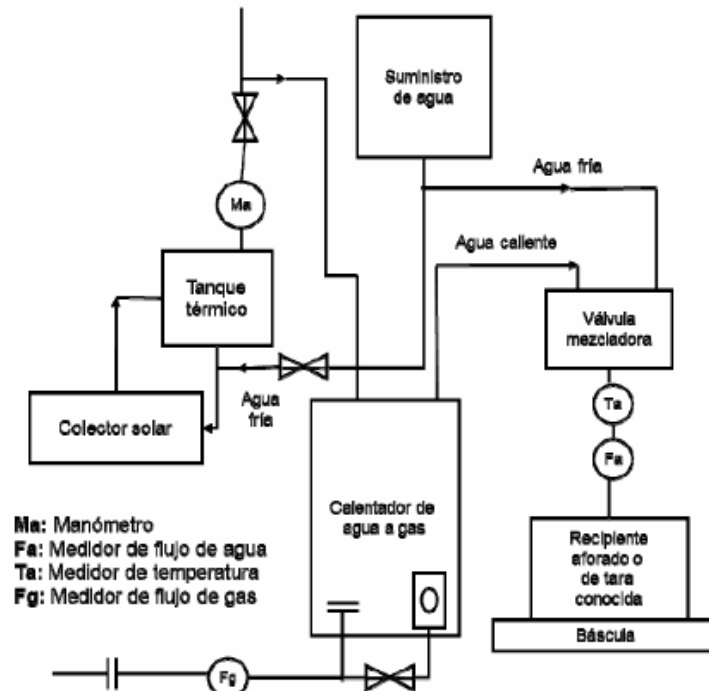 Suministro
de agua
Agua fría
Ma
Agua caliente
Tanque
térmico
Válvula
mezcladora
Agua
fría
Colector solar
Ta
Fa
Calentador de
agua a gas
Ma: Manómetro
Fa: Medidor de flujo de agua
Ta: Medidor de temperatura
Fg: Medidor de flujo de gas
Recipiente
aforado o
de tara
conocida
Báscula
Fg